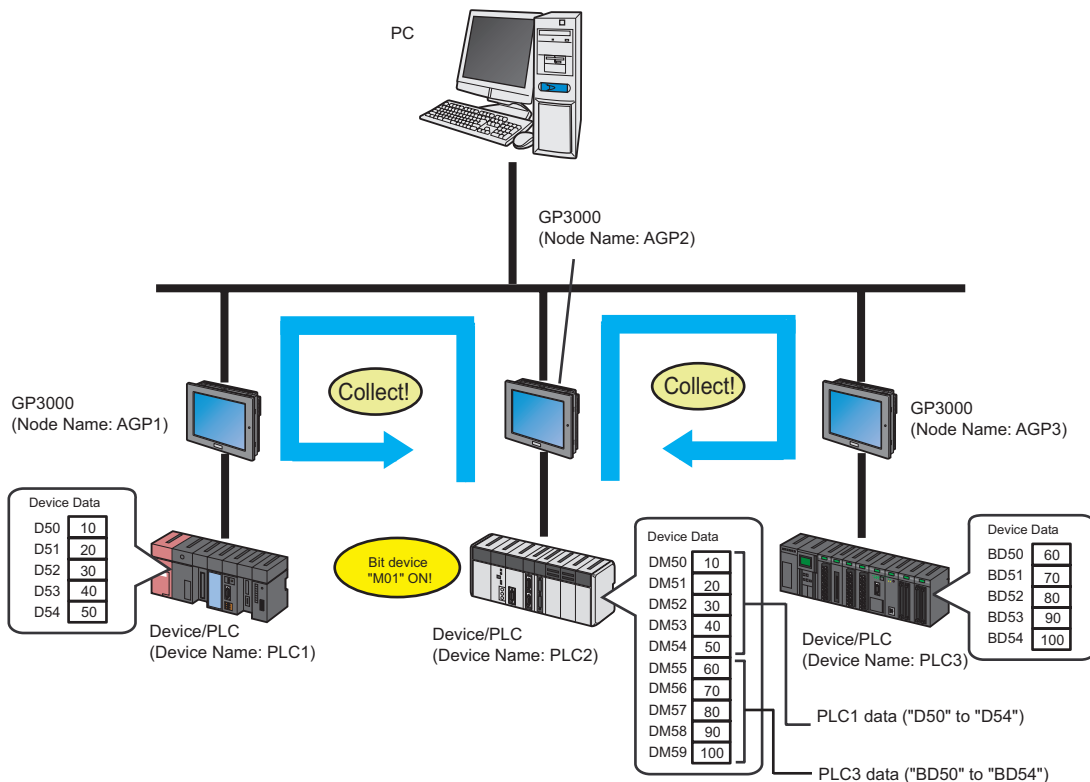 PC
GP3000
(Node Name: AGP2)
Collect!
Collect!
GP3000
(Node Name: AGP1)
GP3000
(Node Name: AGP3)
Device Data
D50 10
D51 20
D52 30
D53 40
D54 50
Bit device
"M01" ON!
Device Data
DM50 10
DM51 20
DM52 30
DM53 40
DM54 50
DM55 60
DM56 70
DM57 80
DM58 90
DM59 100
Device Data
BD50 60
BD51 70
BD52 80
BD53 90
BD54 100
Device/PLC
(Device Name: PLC1)
Device/PLC
(Device Name: PLC2)
Device/PLC
(Device Name: PLC3)
PLC1 data ("D50" to "D54")
PLC3 data ("BD50" to "BD54")